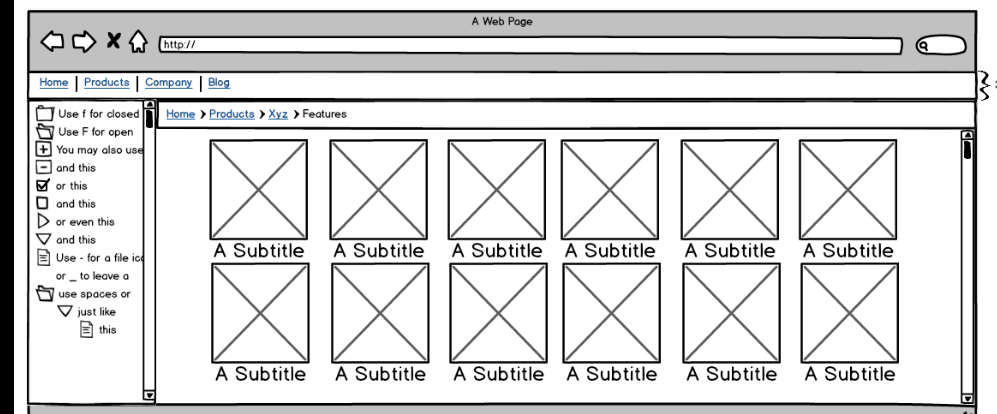 A Web Page
http://
Home | Products | Company | Blog
Home > Products > Xyz > Features
Use f for closed
Use F for open
You may also use
and this
or this
and this
or even this
and this
Use - for a file ico
or _ to leave a
use spaces or
just like
this
A Subtitle A Subtitle A Subtitle A Subtitle A Subtitle A Subtitle
A Subtitle A Subtitle A Subtitle A Subtitle A Subtitle A Subtitle